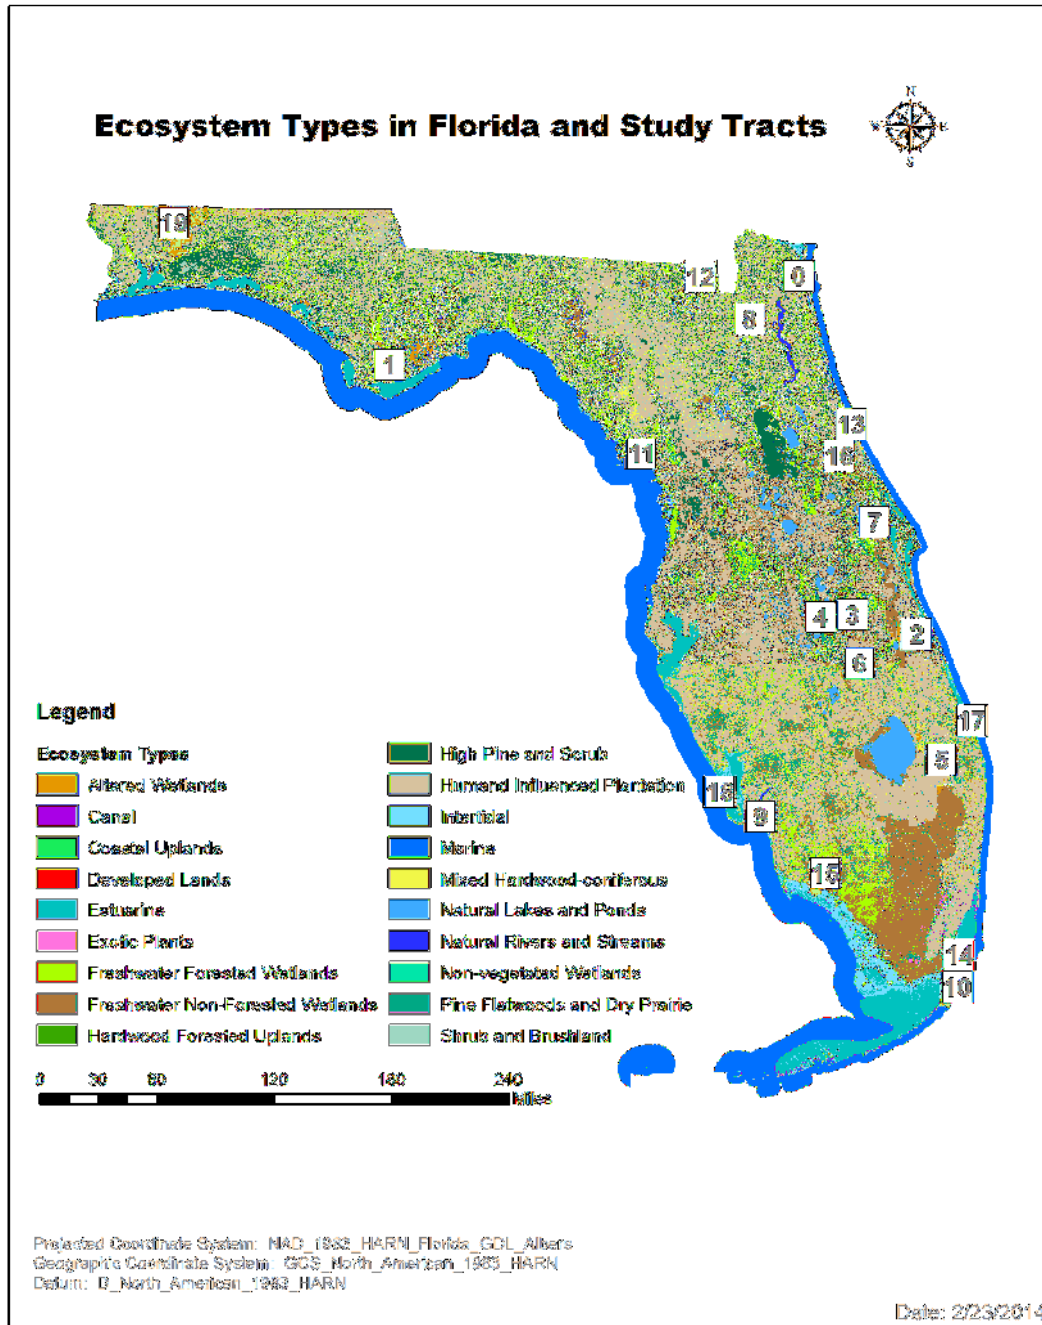 Ecosystem Types in Florida and Study Tracts
N
W E
S
19
12
0
8
1
13
11
16
7
4
3
2
6
17
5
18
9
15
14
10
Legend
Ecosystem Types
Altered Wetlands
Canal
Coastal Uplands
Developed Lands
Estuarine
Exotic Plants
Freshwater Forested Wetlands
Freshwater Non-Forested Wetlands
Hardwood Forested Uplands
High Pine and Scrub
Humand Influenced Plantation
Intertidal
Marine
Mixed Hardwood-coniferous
Natural Lakes and Ponds
Natural Rivers and Streams
Non-vegetated Wetlands
Pine Flatwoods and Dry Prairie
Shrub and Brushland
0 30 60 120 180 240
Miles
Projected Coordinate System: NAD_1983_HARN_Florida_GDL_Albers
Geographic Coordinate System: GCS_North_American_1983_HARN
Datum: D_North_American_1983_HARN
Date: 2/23/2014